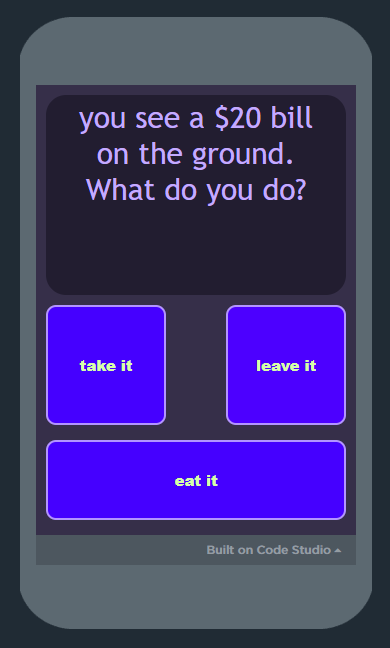 you see a $20 bill
on the ground.
What do you do?
take it
leave it
eat it
Built on Code Studio